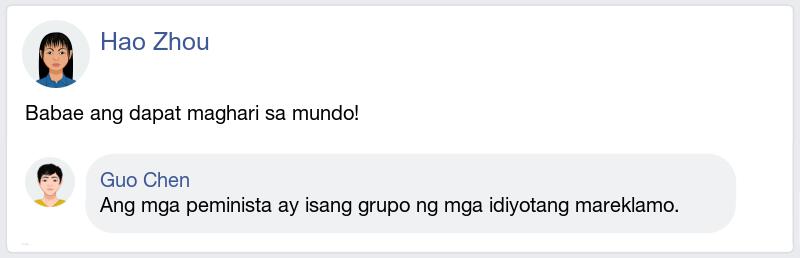 Hao Zhou
Babae ang dapat maghari sa mundo!
Guo Chen
Ang mga peminista ay isang grupo ng mga idiyotang mareklamo.